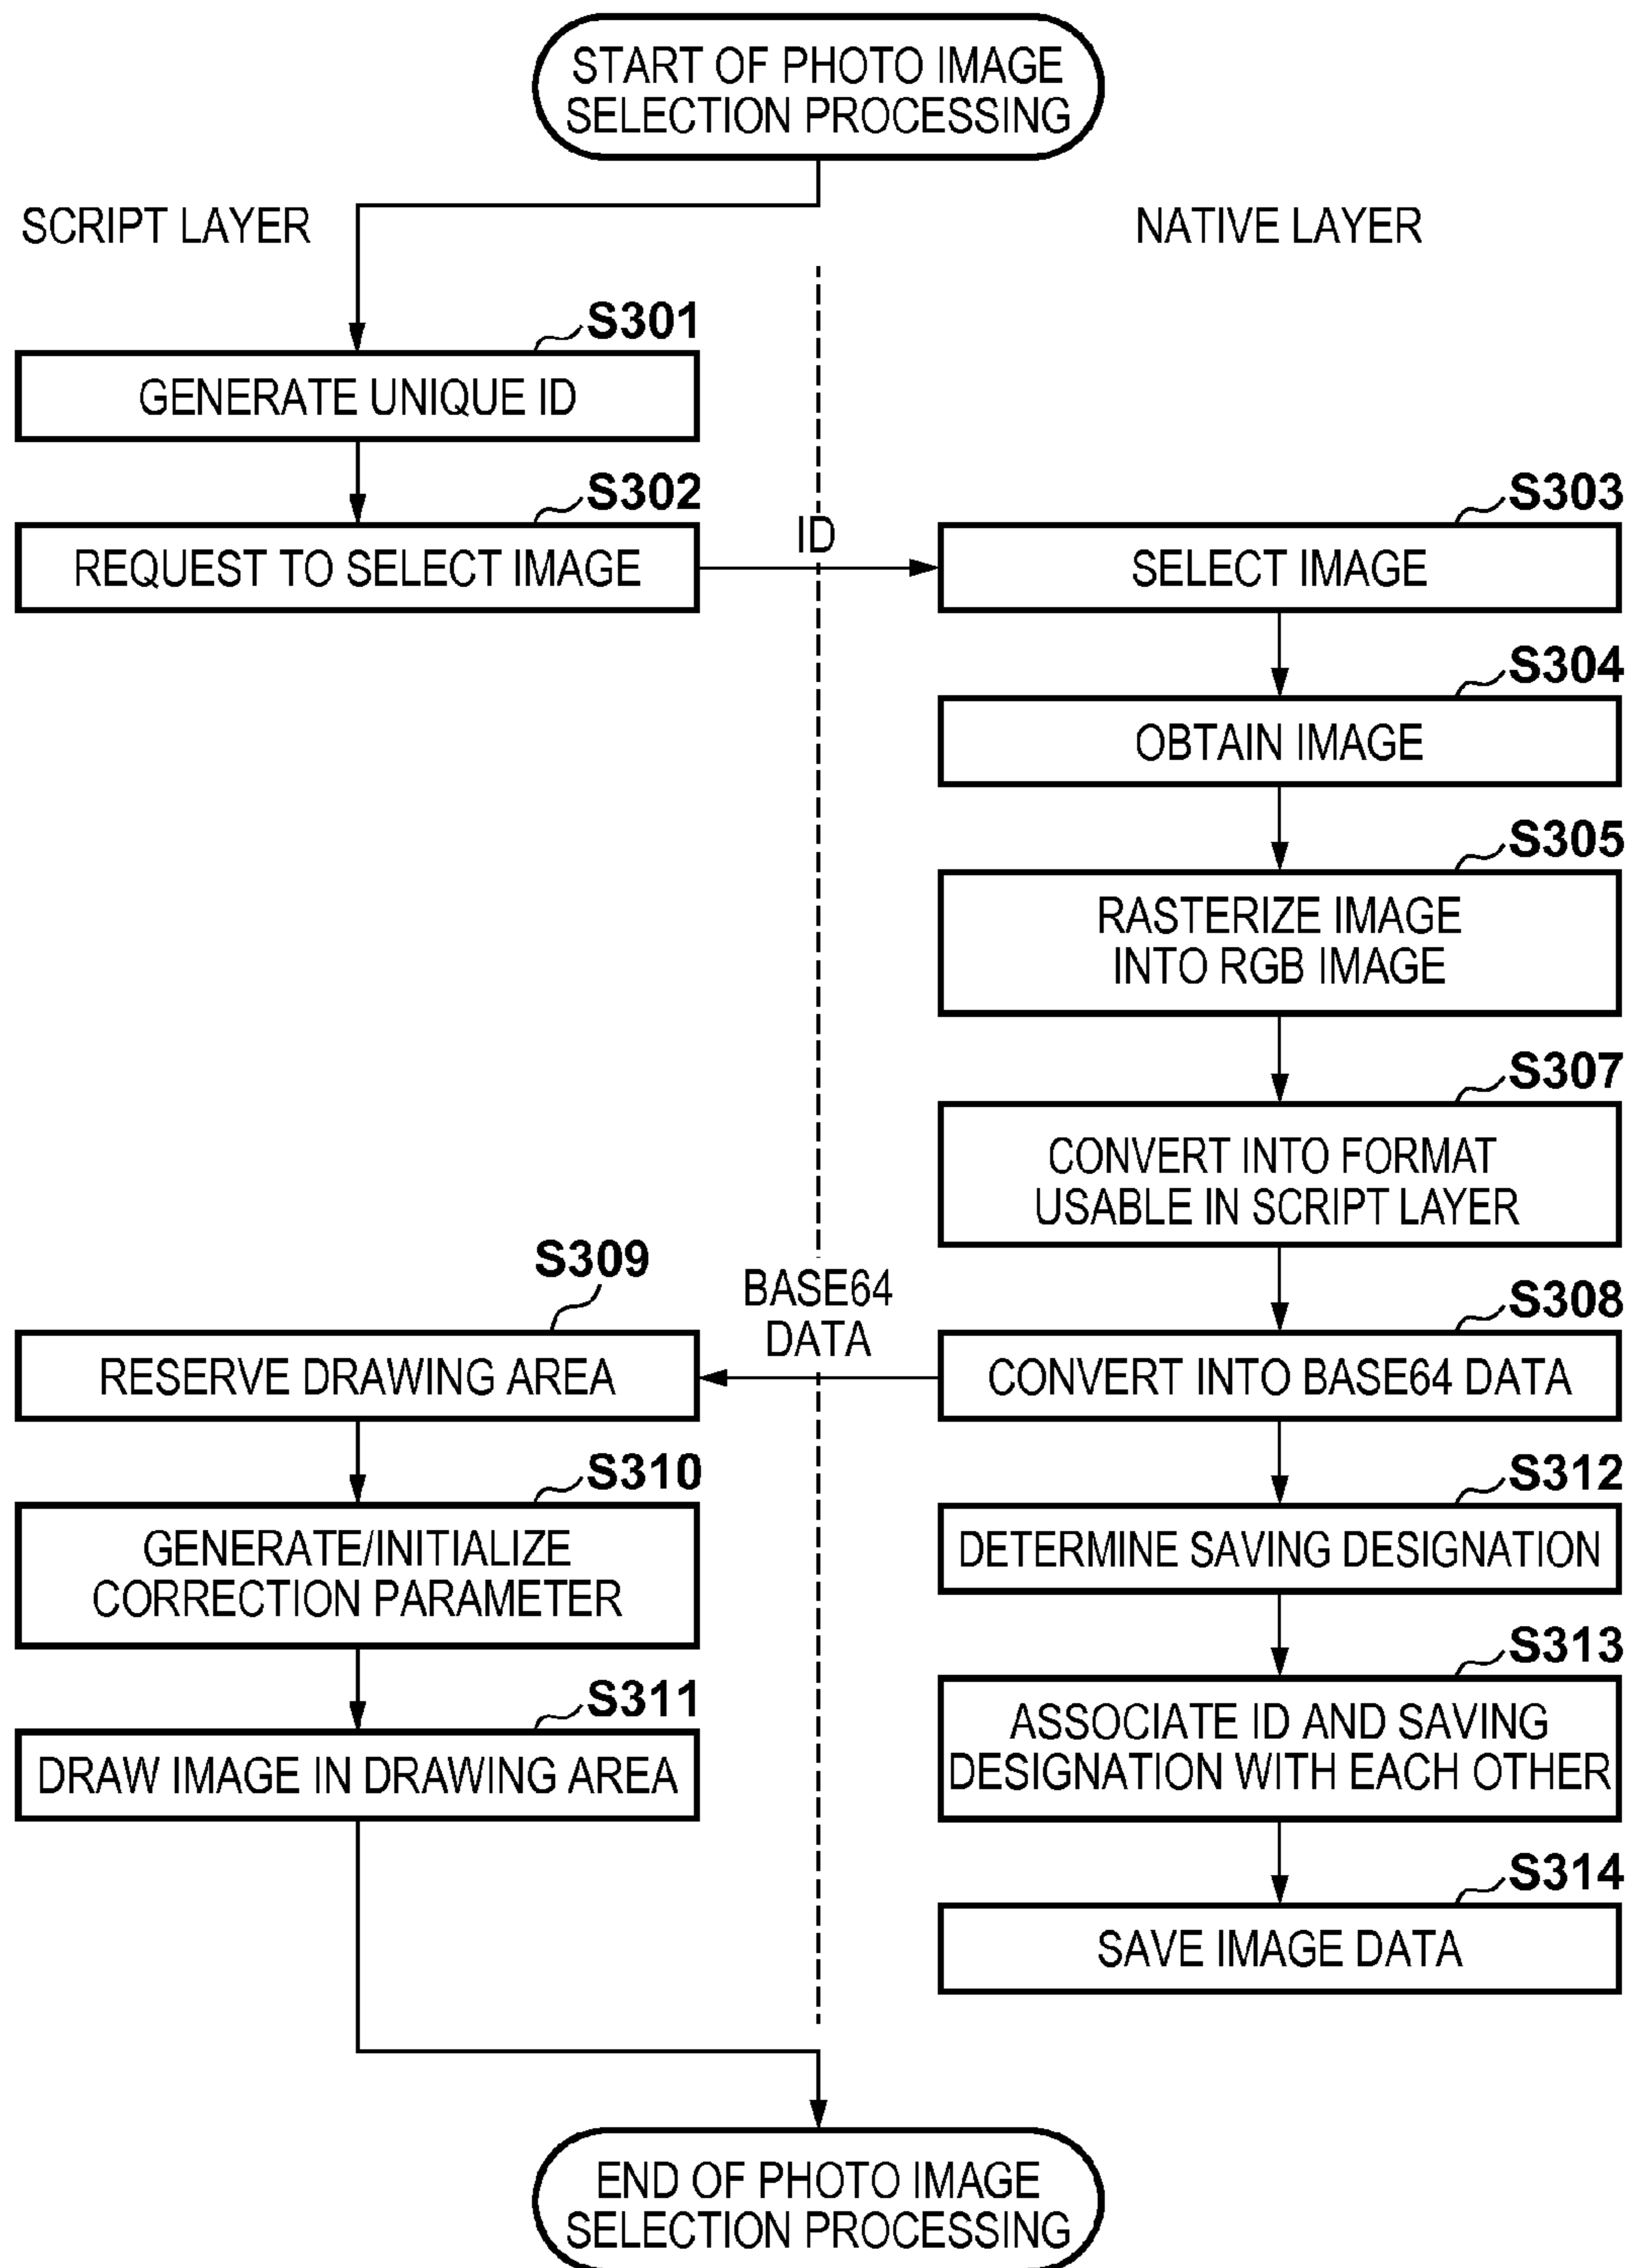 START OF PHOTO IMAGE
SELECTION PROCESSING
SCRIPT LAYER
NATIVE LAYER
S301
GENERATE UNIQUE ID
S302
REQUEST TO SELECT IMAGE
ID
S303
SELECT IMAGE
S304
OBTAIN IMAGE
S305
RASTERIZE IMAGE
INTO RGB IMAGE
S307
CONVERT INTO FORMAT
USABLE IN SCRIPT LAYER
S308
CONVERT INTO BASE64 DATA
BASE64
DATA
S309
RESERVE DRAWING AREA
S310
GENERATE/INITIALIZE
CORRECTION PARAMETER
S311
DRAW IMAGE IN DRAWING AREA
S312
DETERMINE SAVING DESIGNATION
S313
ASSOCIATE ID AND SAVING
DESIGNATION WITH EACH OTHER
S314
SAVE IMAGE DATA
END OF PHOTO IMAGE
SELECTION PROCESSING